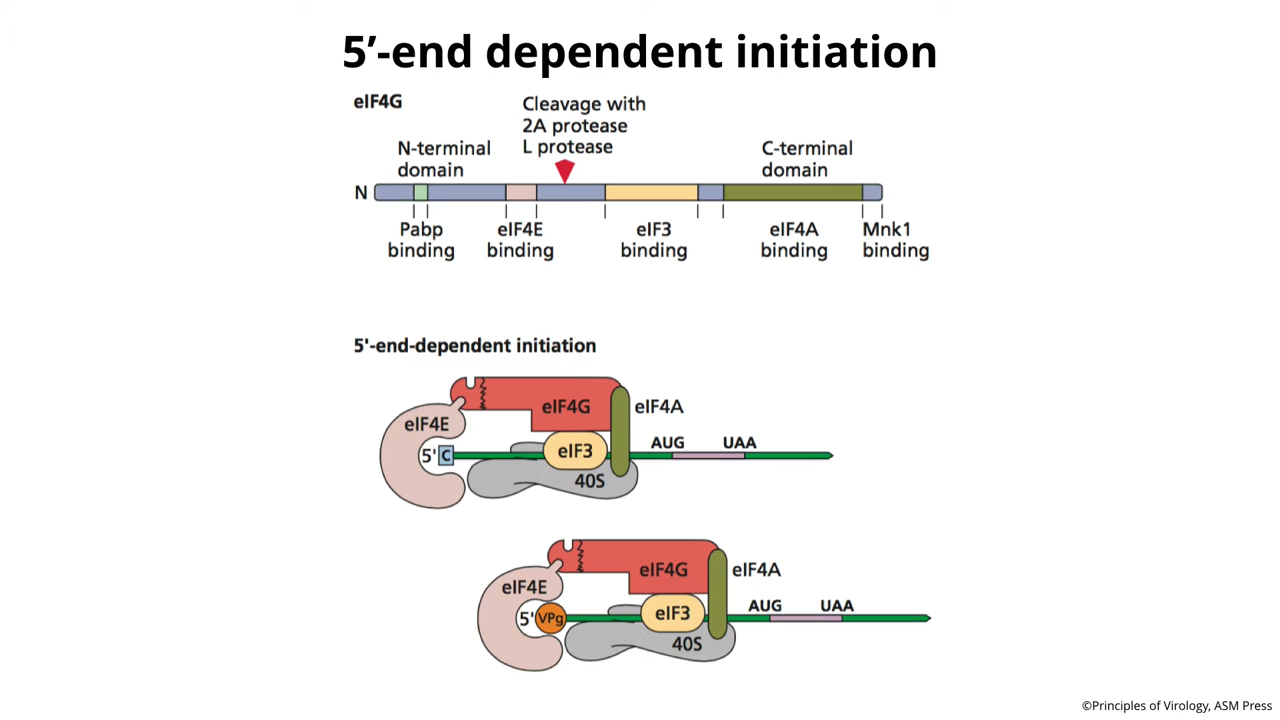 5’-end dependent initiation
eIF4G
Cleavage with
2A protease
L protease
N-terminal
domain
C-terminal
domain
N
Pabp
binding
eIF4E
binding
eIF3
binding
eIF4A
binding
Mnk1
binding
5'-end-dependent initiation
eIF4G
eIF4A
eIF4E
AUG
UAA
5'
C
eIF3
40S
eIF4G
eIF4A
eIF4E
AUG
UAA
5'
VPg
eIF3
40S
©Principles of Virology, ASM Press